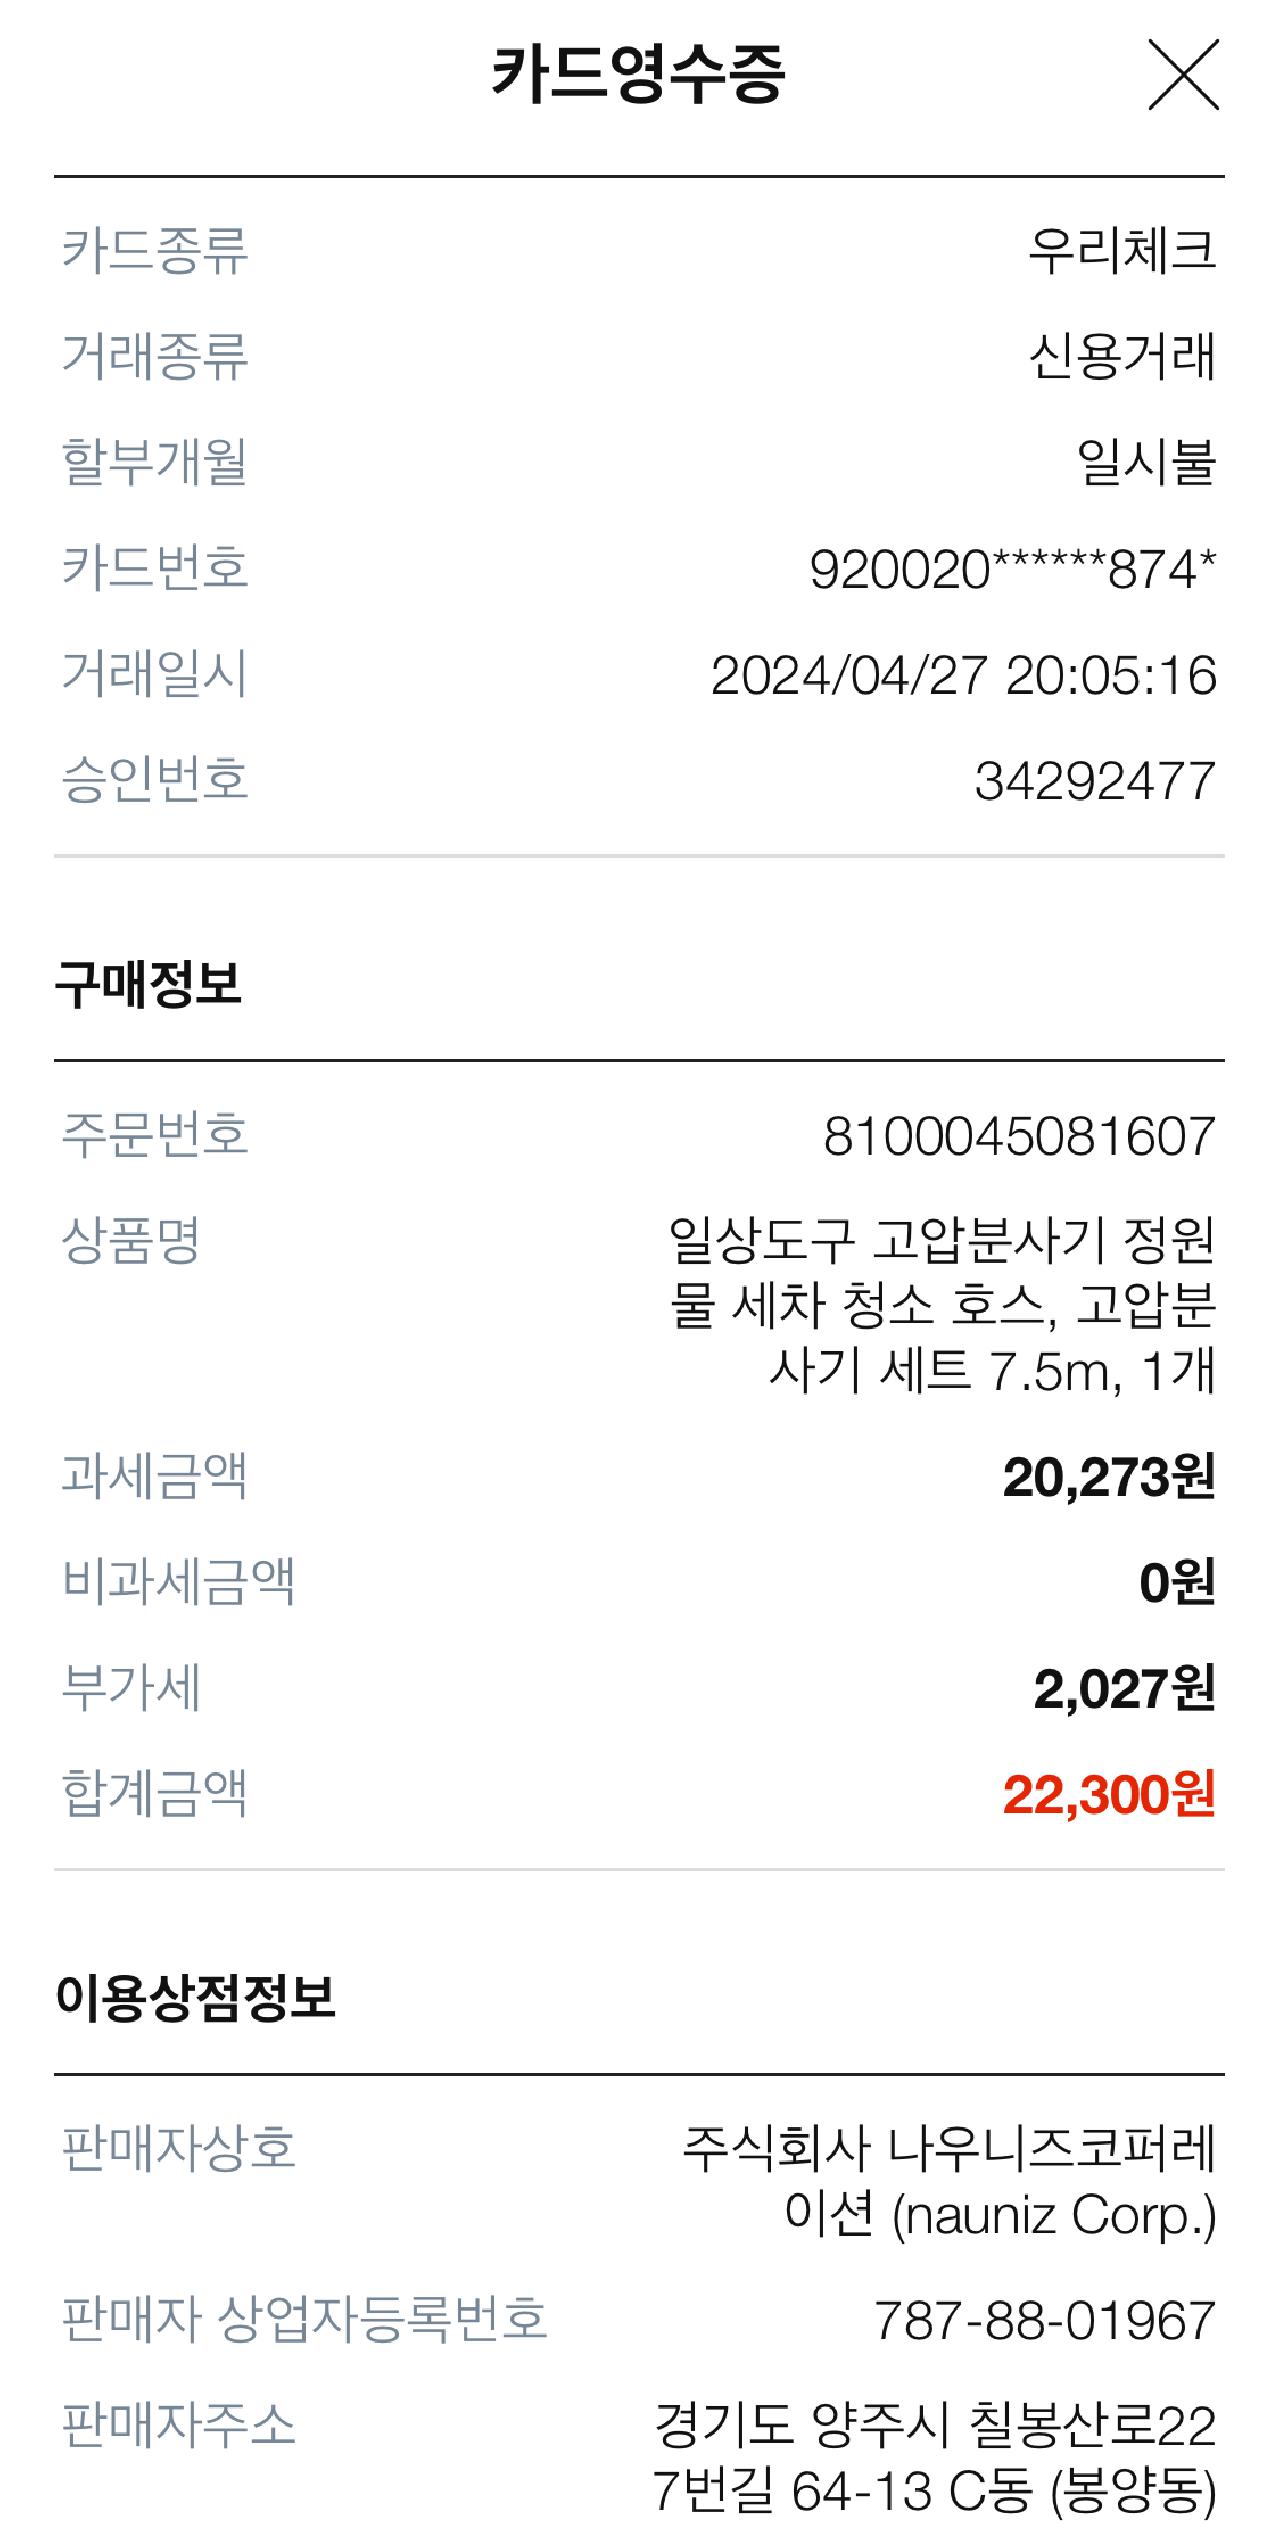 카드영수증
카드종류 우리체크
거래종류 신용거래
할부개월 일시불
카드번호 920020******874*
거래일시 2024/04/27 20:05:16
승인번호 34292477
구매정보
주문번호 8100045081607
상품명 일상도구 고압분사기 정원
물 세차 청소 호스, 고압분
사기 세트 7.5m, 1개
과세금액 20,273원
비과세금액 0원
부가세 2,027원
합계금액 22,300원
이용상점정보
판매자상호 주식회사 나우니즈코퍼레
이션 (nauniz Corp.)
판매자 상업자등록번호 787-88-01967
판매자주소 경기도 양주시 칠봉산로22
7번길 64-13 C동 (봉양동)